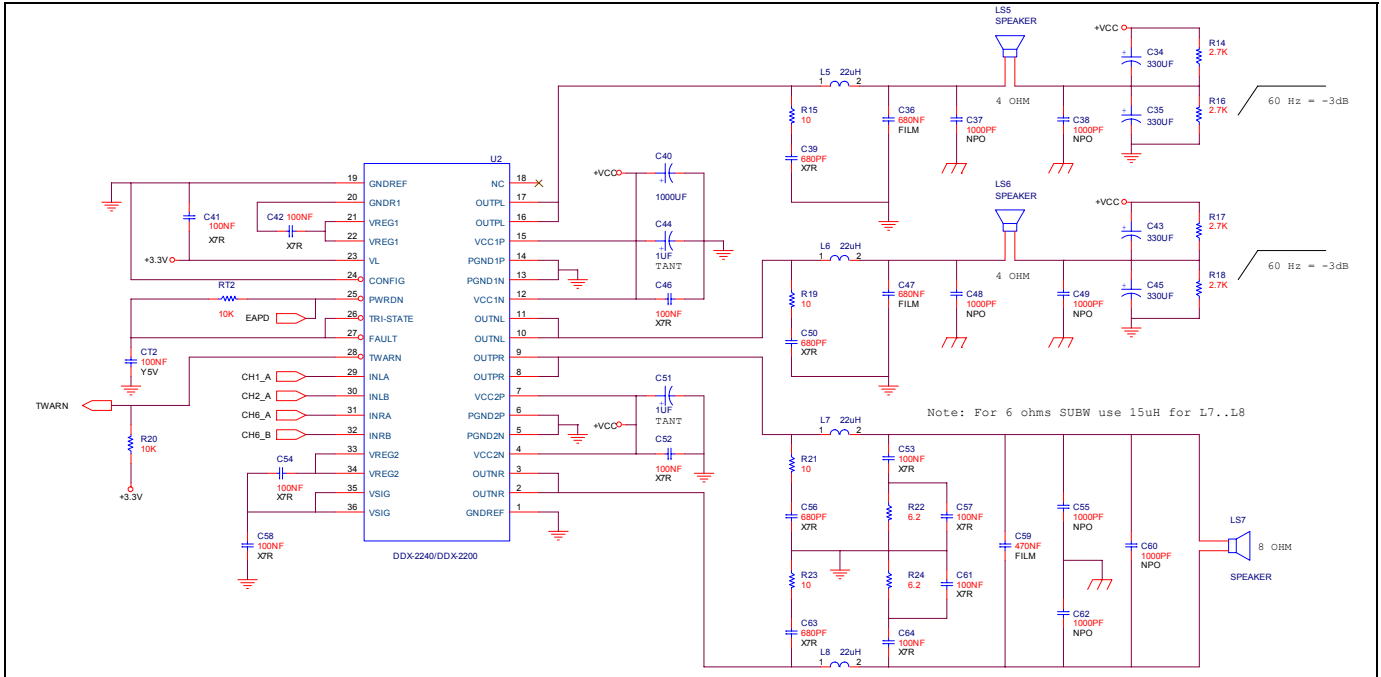 LS5
SPEAKER
+VCC
C34
330UF
R14
2.7K
L5 22uH
1 2
4 OHM
R15
10
C36
680NF
FILM
C37
1000PF
NPO
C38
1000PF
NPO
C35
330UF
R16
2.7K
60 Hz = -3dB
C39
680PF
X7R
U2
C40
+VCC
1000UF
C44
1UF
TANT
C46
100NF
X7R
LS6
SPEAKER
+VCC
C43
330UF
R17
2.7K
L6 22uH
1 2
4 OHM
R19
10
C47
680NF
FILM
C48
1000PF
NPO
C49
1000PF
NPO
C45
330UF
R18
2.7K
60 Hz = -3dB
C50
680PF
X7R
19 GNDREF
20 GNDR1
21 VREG1
22 VREG1
23 VL
24 CONFIG
25 PWRDN
26 TRI-STATE
27 FAULT
28 TWARN
29 INLA
30 INLB
31 INRA
32 INRB
33 VREG2
34 VREG2
35 VSIG
36 VSIG
NC 18
OUTPL 17
OUTPL 16
VCC1P 15
PGND1P 14
PGND1N 13
VCC1N 12
OUTNL 11
OUTNL 10
OUTPR 9
OUTPR 8
VCC2P 7
PGND2P 6
PGND2N 5
VCC2N 4
OUTNR 3
OUTNR 2
GNDREF 1
DDX-2240/DDX-2200
C41
100NF
X7R
C42 100NF
X7R
+3.3V
RT2
10K
EAPD
CT2
100NF
Y5V
CH1_A
CH2_A
CH6_A
CH6_B
TWARN
R20
10K
+3.3V
C54
100NF
X7R
C58
100NF
X7R
C51
1UF
TANT
+VCC
C52
100NF
X7R
Note: For 6 ohms SUBW use 15uH for L7..L8
L7 22uH
1 2
R21
10
C53
100NF
X7R
C56
680PF
X7R
R22
6.2
C57
100NF
X7R
C59
470NF
FILM
C55
1000PF
NPO
C60
1000PF
NPO
LS7
8 OHM
SPEAKER
R23
10
R24
6.2
C61
100NF
X7R
C62
1000PF
NPO
C63
680PF
X7R
C64
100NF
X7R
L8 22uH
1 2